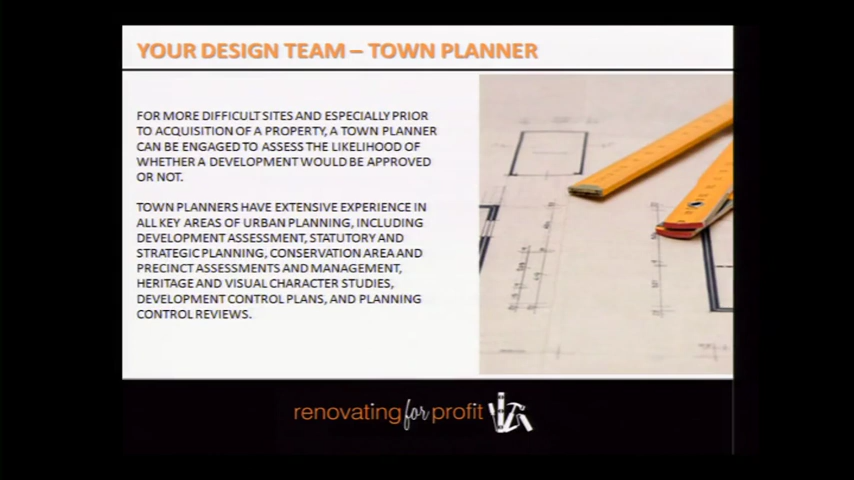 YOUR DESIGN TEAM – TOWN PLANNER
FOR MORE DIFFICULT SITES AND ESPECIALLY PRIOR
TO ACQUISITION OF A PROPERTY, A TOWN PLANNER
CAN BE ENGAGED TO ASSESS THE LIKELIHOOD OF
WHETHER A DEVELOPMENT WOULD BE APPROVED
OR NOT.
TOWN PLANNERS HAVE EXTENSIVE EXPERIENCE IN
ALL KEY AREAS OF URBAN PLANNING, INCLUDING
DEVELOPMENT ASSESSMENT, STATUTORY AND
STRATEGIC PLANNING, CONSERVATION AREA AND
PRECINCT ASSESSMENTS AND MANAGEMENT,
HERITAGE AND VISUAL CHARACTER STUDIES,
DEVELOPMENT CONTROL PLANS, AND PLANNING
CONTROL REVIEWS.
renovating for profit